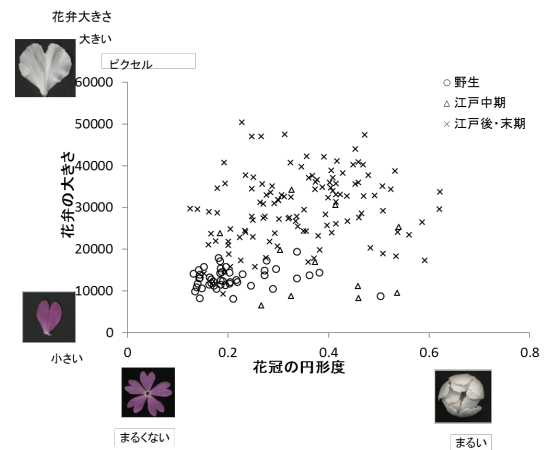 花弁大きさ
大きい
ピクセル
60000
50000
40000
30000
20000
10000
0
花弁の大きさ
野生
江戸中期
江戸後・末期
小さい
0
0.2
0.4
0.6
0.8
花冠の円形度
まるくない
まるい